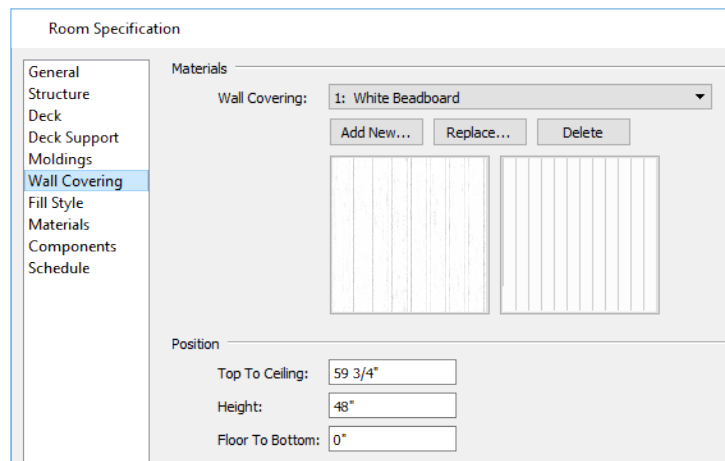 Room Specification
General
Structure
Deck
Deck Support
Moldings
Wall Covering
Fill Style
Materials
Components
Schedule
Materials
Wall Covering: 1: White Beadboard
Add New... Replace... Delete
Position
Top To Ceiling: 59 3/4"
Height: 48"
Floor To Bottom: 0"